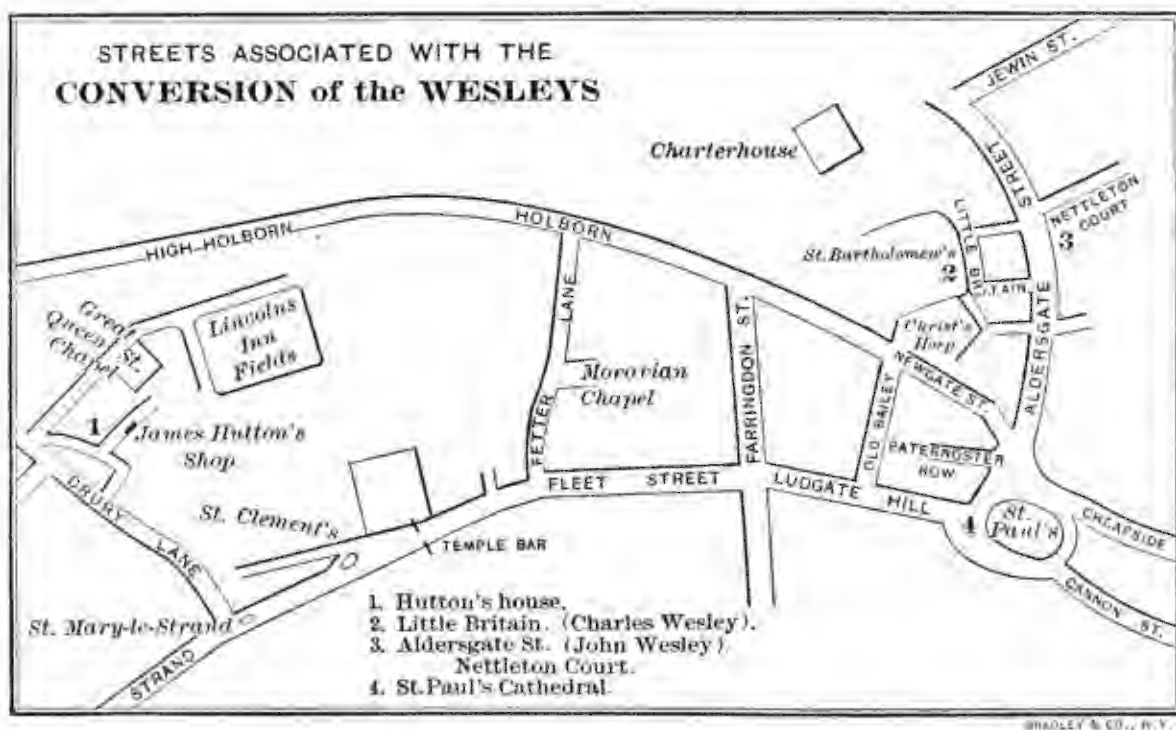 STREETS ASSOCIATED WITH THE
CONVERSION of the WESLEYS
JEWIN ST.
Charterhouse
STREET
NETTLETON
COURT
3
LITTLE BRI
TAIN
HIGH HOLBORN
HOLBORN
St. Bartholomew's
2
ALDERSGATE
Great
Queen St.
Chapel
Lincolns
Inn
Fields
FETTER LANE
Morovian
Chapel
FARRINGDON ST.
Christ's
Hosp
NEWGATE ST.
OLD BAILEY
PATERNOSTER
ROW
1
James Hutton's
Shop
FLEET STREET
LUDGATE HILL
4
St.
Paul's
CHEAPSIDE
CANNON ST.
DRURY LANE
St. Clement's
TEMPLE BAR
St. Mary-le-Strand
STRAND
1. Hutton's house.
2. Little Britain. (Charles Wesley).
3. Aldersgate St. (John Wesley)
Nettleton Court.
4. St. Paul's Cathedral.
BRADLEY & CO., N.Y.